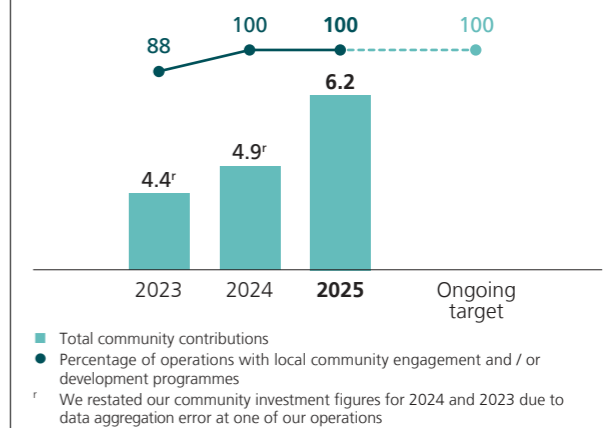 88
100
100
100
6.2
4.9ʳ
4.4ʳ
2023 2024 2025 Ongoing
target
Total community contributions
Percentage of operations with local community engagement and / or
development programmes
ʳ We restated our community investment figures for 2024 and 2023 due to
data aggregation error at one of our operations